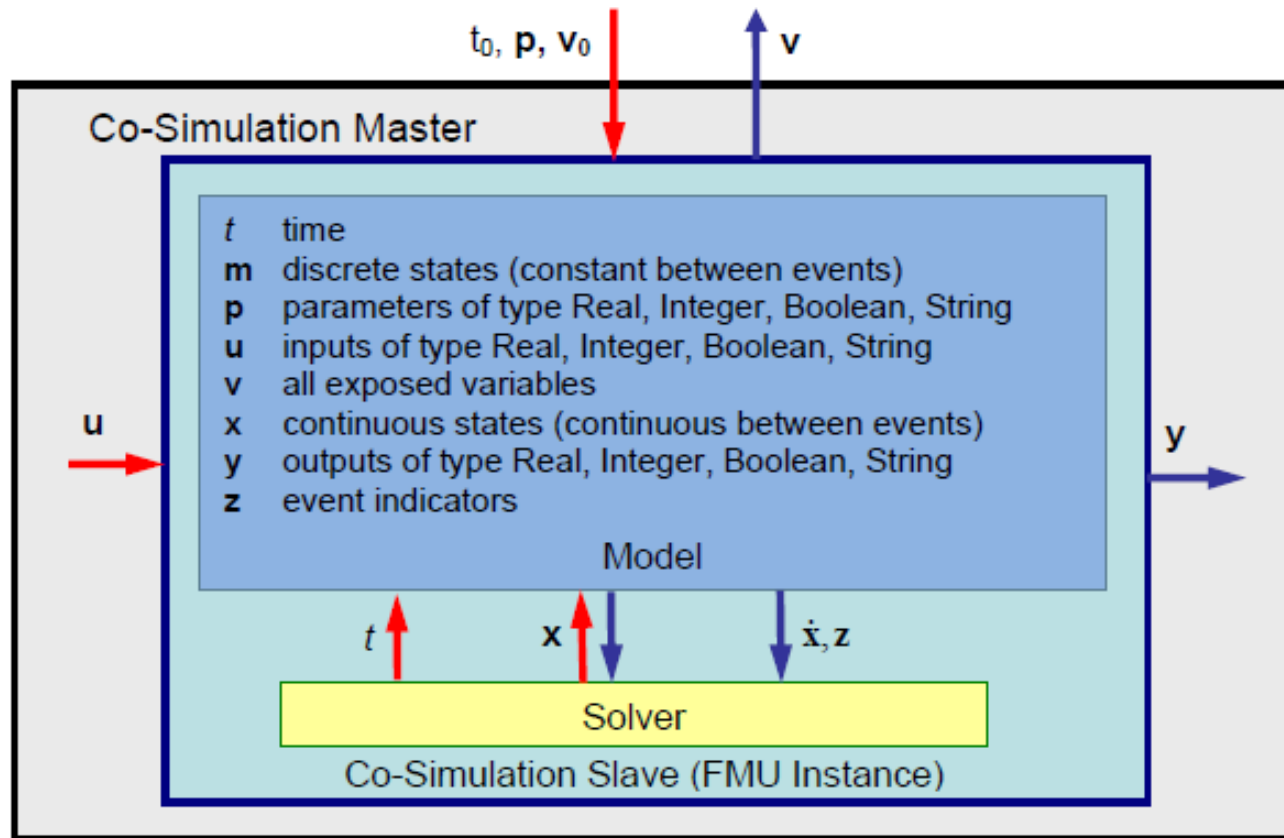 t₀, p, v₀
v
Co-Simulation Master
t time
m discrete states (constant between events)
p parameters of type Real, Integer, Boolean, String
u inputs of type Real, Integer, Boolean, String
v all exposed variables
x continuous states (continuous between events)
y outputs of type Real, Integer, Boolean, String
z event indicators
Model
u
y
t
x
ẋ, z
Solver
Co-Simulation Slave (FMU Instance)